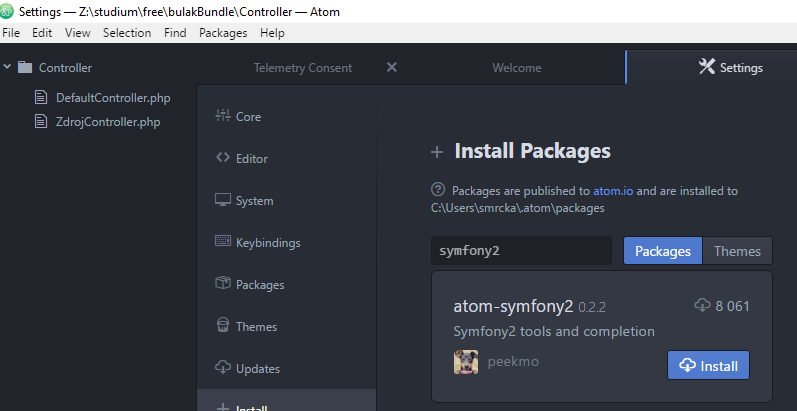 Settings — Z:\studium\free\bulakBundle\Controller — Atom
File Edit View Selection Find Packages Help
Controller
DefaultController.php
ZdrojController.php
Telemetry Consent
Welcome
Settings
Core
Editor
System
Keybindings
Packages
Themes
Updates
Install
Install Packages
Packages are published to atom.io and are installed to
C:\Users\smrcka\.atom\packages
symfony2
Packages Themes
atom-symfony2 0.2.2 8 061
Symfony2 tools and completion
peekmo
Install